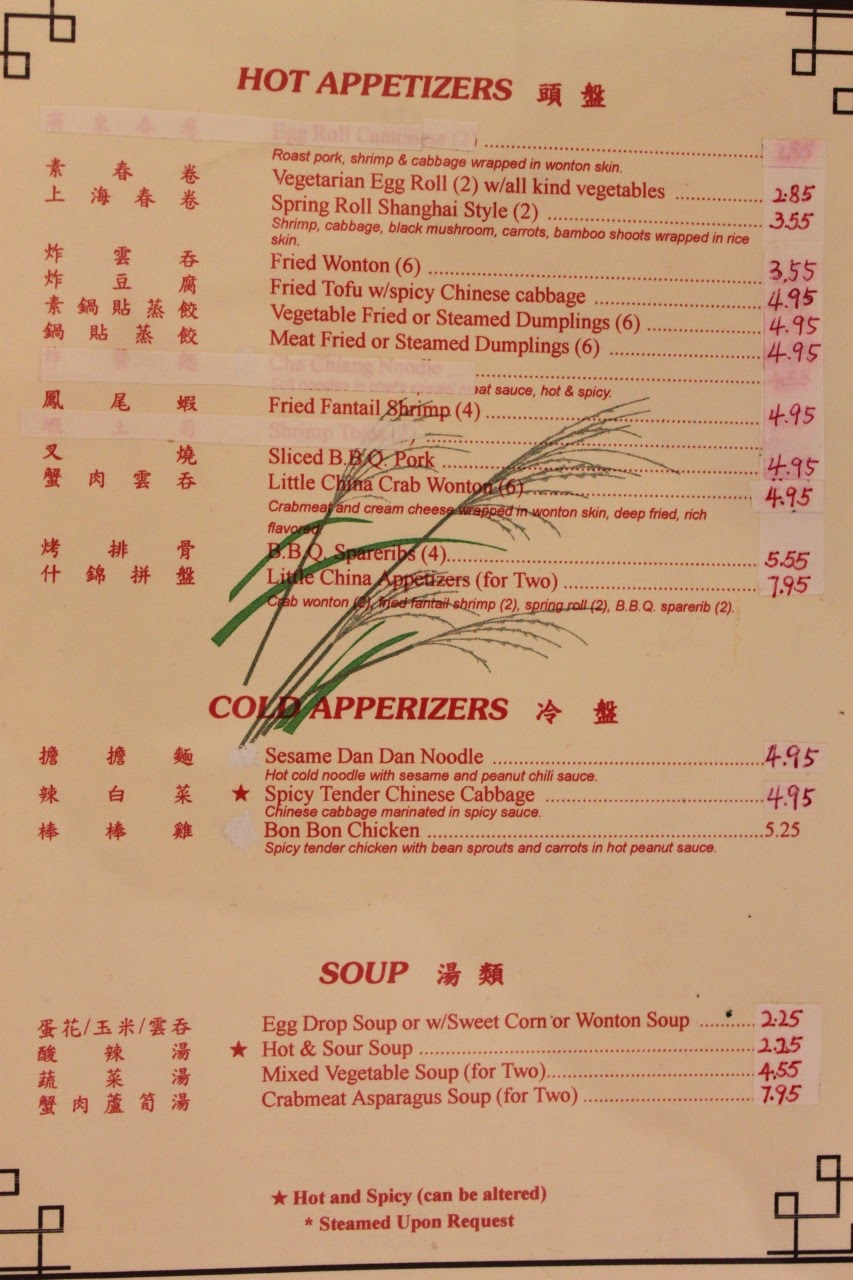 HOT APPETIZERS 頭 盤
Egg Roll Cantonese (2)
Roast pork, shrimp & cabbage wrapped in wonton skin.
素 春 卷 Vegetarian Egg Roll (2) w/all kind vegetables 2.85
上 海 春 卷 Spring Roll Shanghai Style (2) 3.55
Shrimp, cabbage, black mushroom, carrots, bamboo shoots wrapped in rice
skin.
炸 雲 吞 Fried Wonton (6) 3.55
炸 豆 腐 Fried Tofu w/spicy Chinese cabbage 4.95
素 鍋 貼 蒸 餃 Vegetable Fried or Steamed Dumplings (6) 4.95
鍋 貼 蒸 餃 Meat Fried or Steamed Dumplings (6) 4.95
Cha Chiang Noodle
meat sauce, hot & spicy.
鳳 尾 蝦 Fried Fantail Shrimp (4) 4.95
Shrimp Toast
叉 燒 Sliced B.B.Q. Pork 4.95
蟹 肉 雲 吞 Little China Crab Wonton (6) 4.95
Crabmeat and cream cheese wrapped in wonton skin, deep fried, rich
flavored
烤 排 骨 B.B.Q. Spareribs (4) 5.55
什 錦 拼 盤 Little China Appetizers (for Two) 7.95
Crab wonton (2), fried fantail shrimp (2), spring roll (2), B.B.Q. sparerib (2).
COLD APPERIZERS 冷 盤
擔 擔 麵 Sesame Dan Dan Noodle 4.95
Hot cold noodle with sesame and peanut chili sauce.
辣 白 菜 ★ Spicy Tender Chinese Cabbage 4.95
Chinese cabbage marinated in spicy sauce.
棒 棒 雞 Bon Bon Chicken 5.25
Spicy tender chicken with bean sprouts and carrots in hot peanut sauce.
SOUP 湯 類
蛋花/玉米/雲吞 Egg Drop Soup or w/Sweet Corn or Wonton Soup 2.25
酸 辣 湯 ★ Hot & Sour Soup 2.25
蔬 菜 湯 Mixed Vegetable Soup (for Two) 4.55
蟹 肉 蘆 筍 湯 Crabmeat Asparagus Soup (for Two) 7.95
★ Hot and Spicy (can be altered)
* Steamed Upon Request